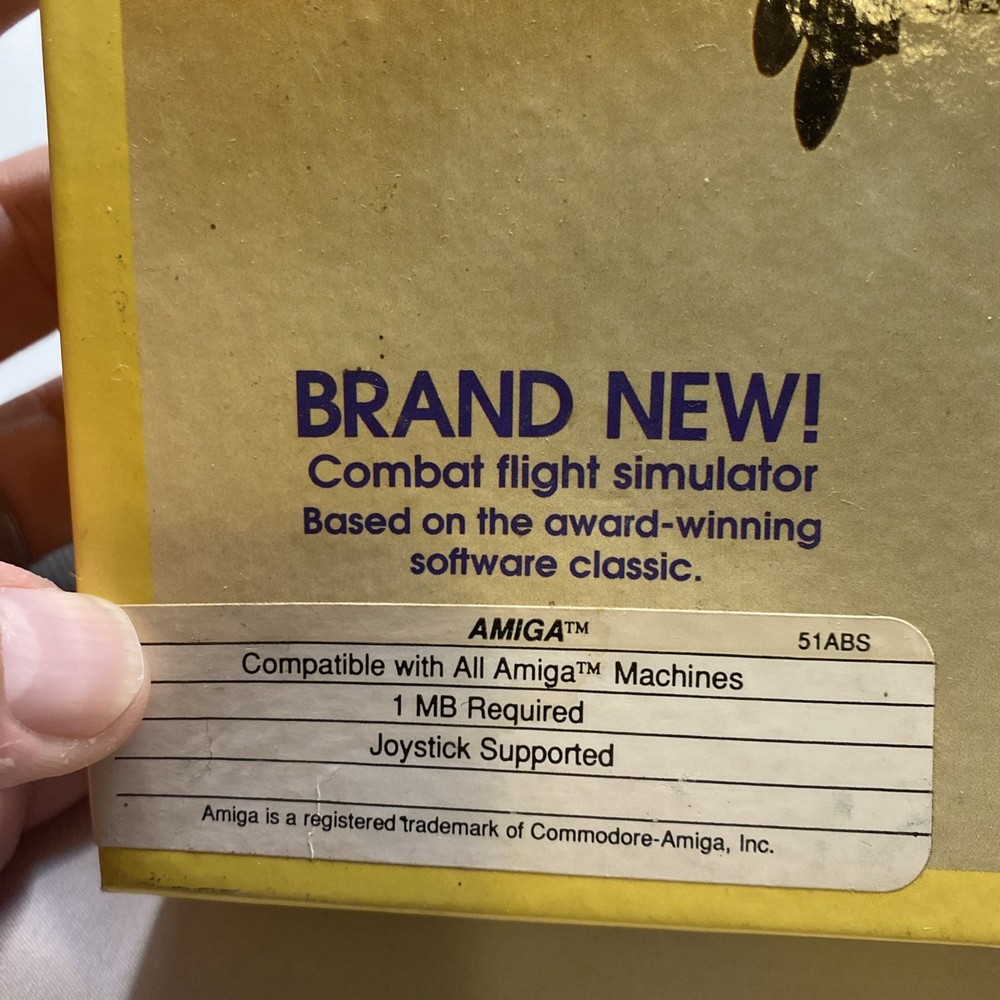 BRAND NEW!
Combat flight simulator
Based on the award-winning
software classic.
AMIGA™ 51ABS
Compatible with All Amiga™ Machines
1 MB Required
Joystick Supported
Amiga is a registered trademark of Commodore-Amiga, Inc.